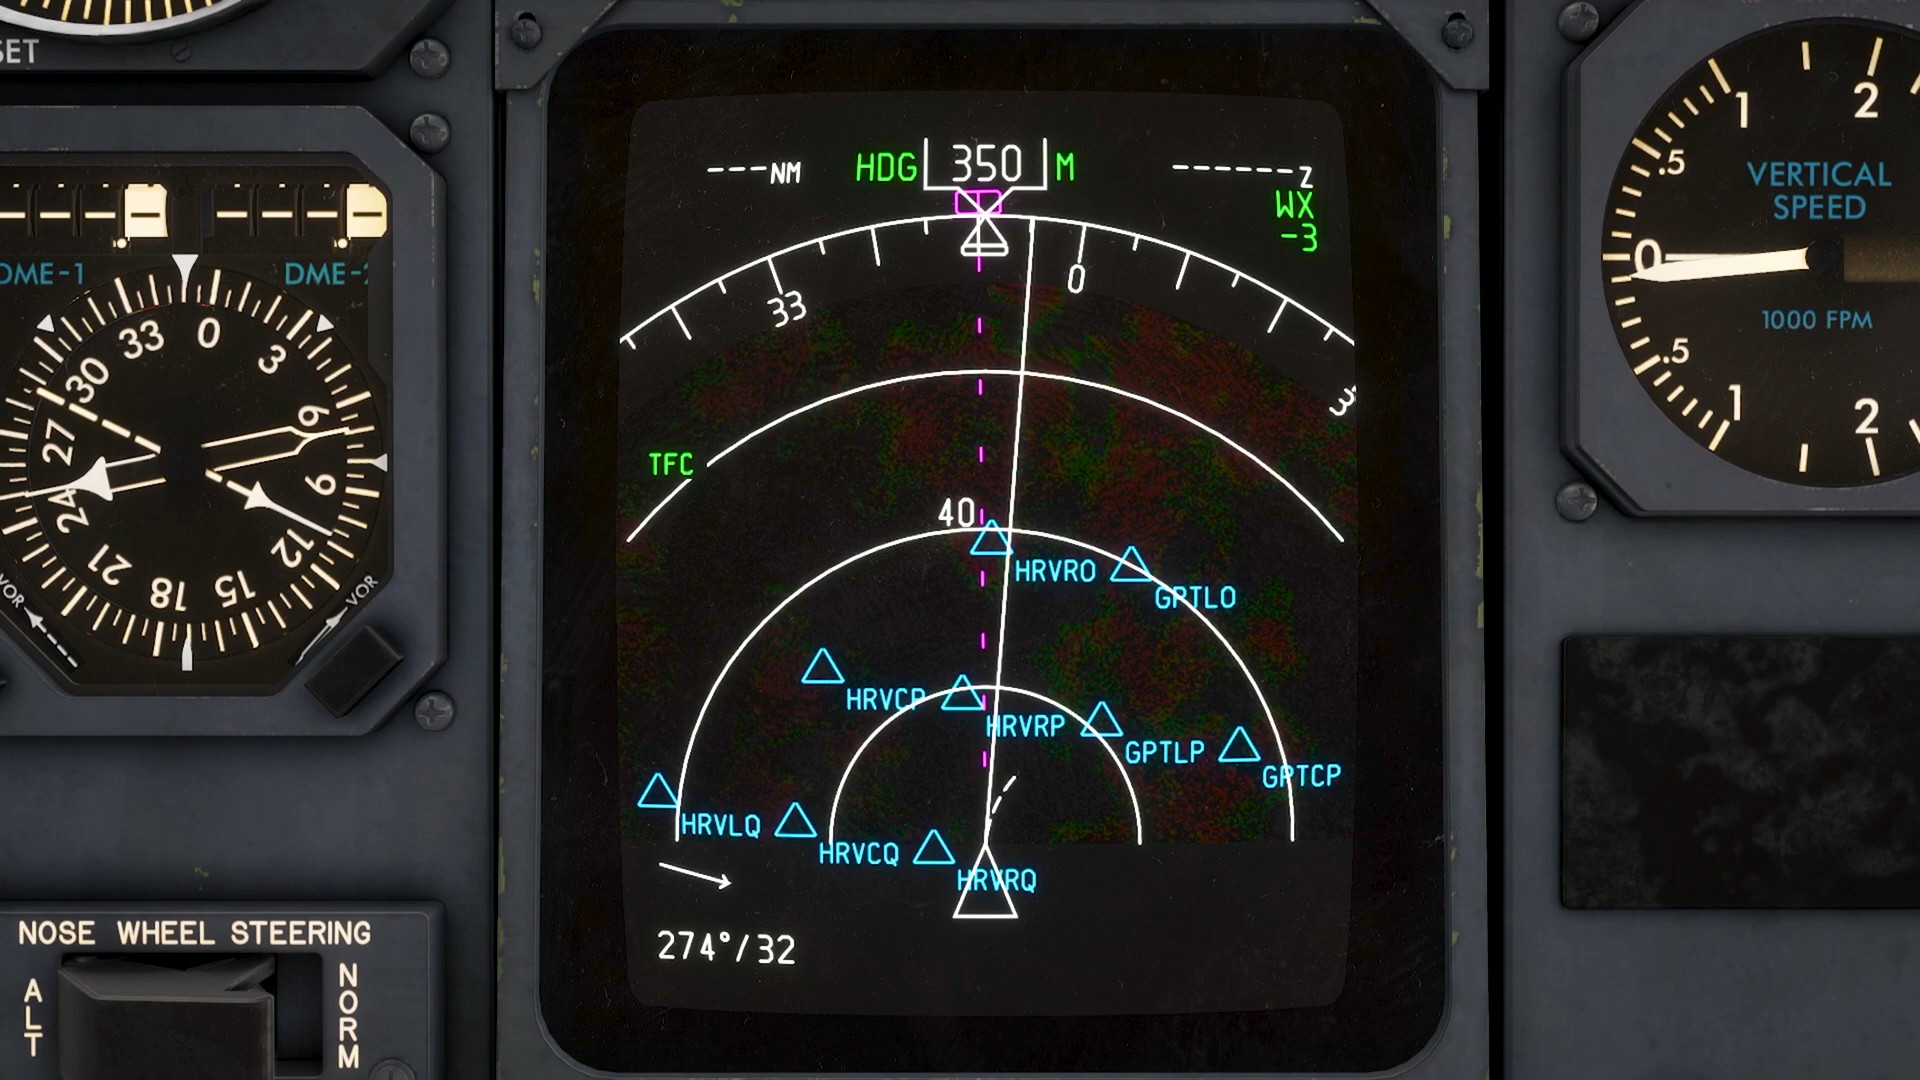 SET
---NM
HDG 350 M
------Z
WX
-3
33
0
3
TFC
40
HRVRO
GPTLO
HRVCP
HRVRP
GPTLP
GPTCP
HRVLQ
HRVCQ
HRVRQ
274°/32
DME-1
DME-2
33
0
3
6
9
12
15
18
21
24
27
30
VOR
VOR
NOSE WHEEL STEERING
ALT
NORM
1
2
.5
VERTICAL
SPEED
0
1000 FPM
.5
1
2